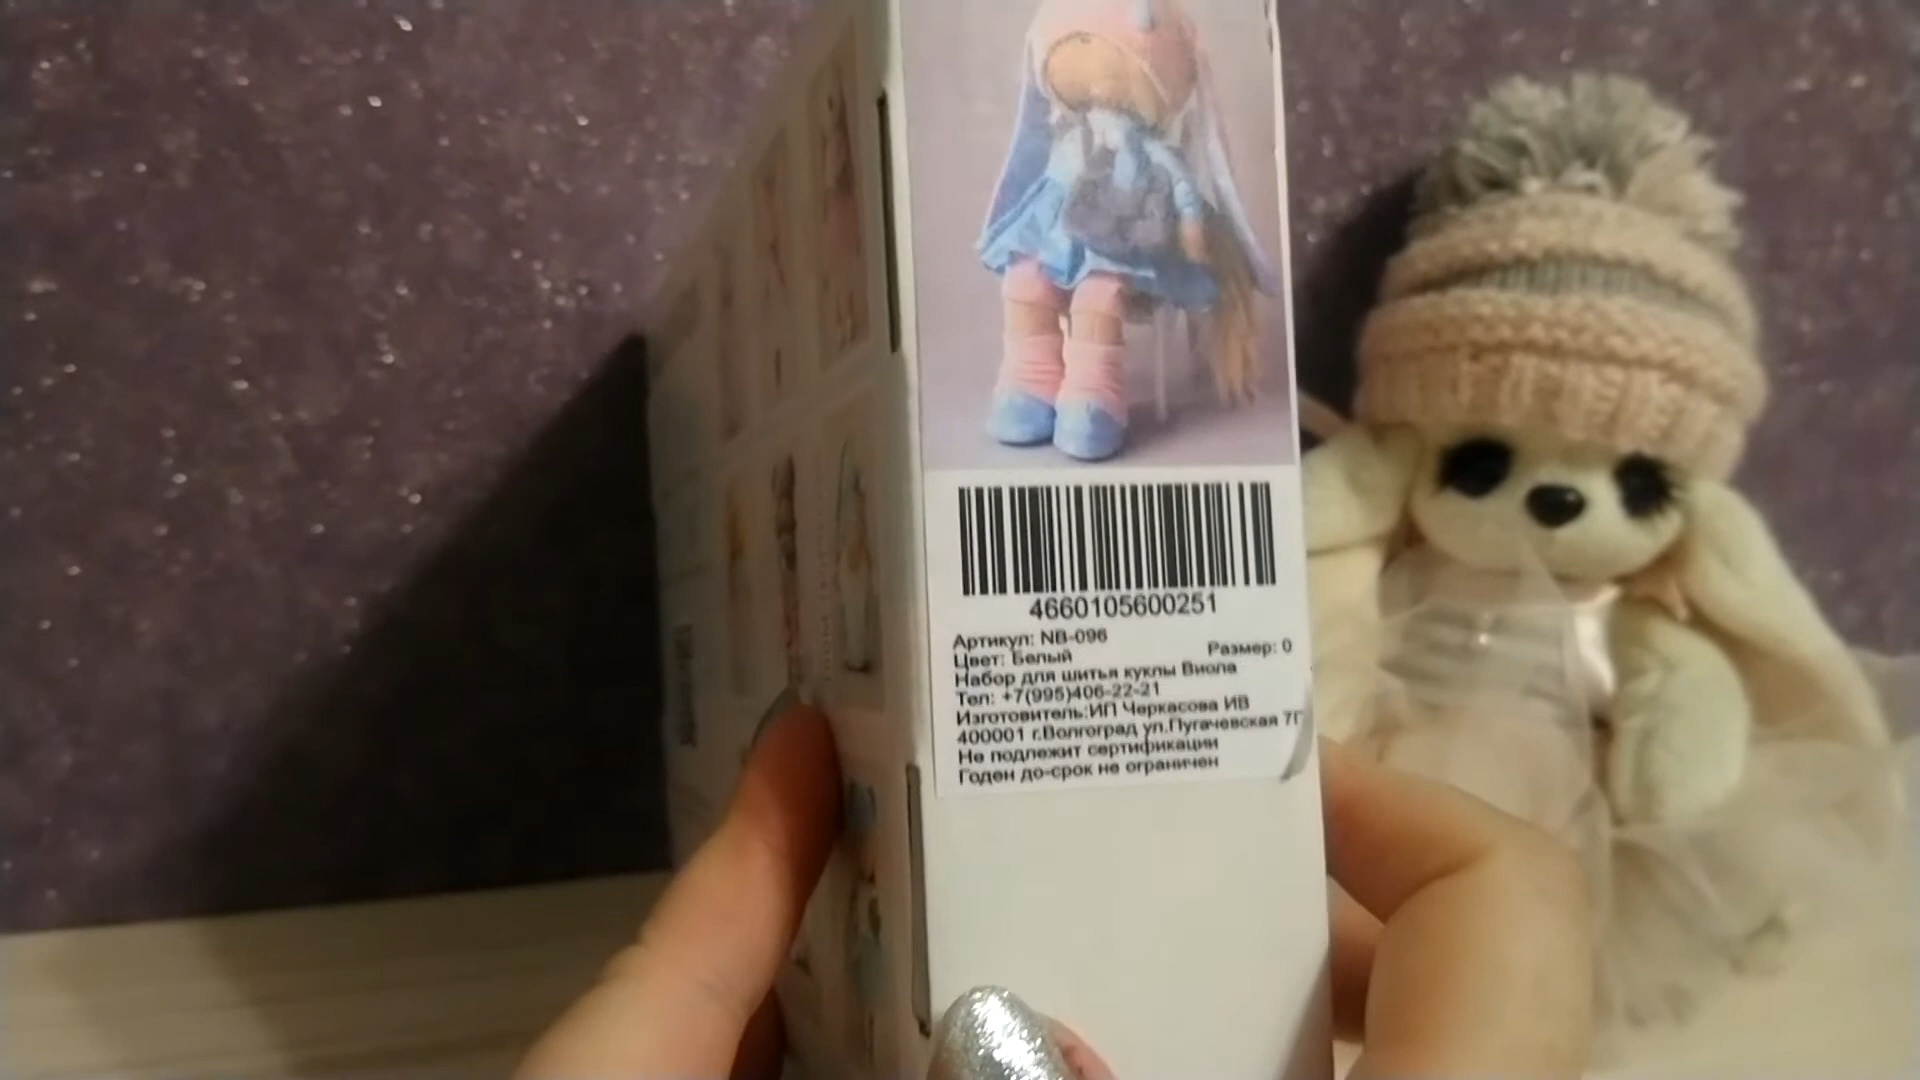 4660105600251
Артикул: NB-096
Цвет: Белый Размер: 0
Набор для шитья куклы Виола
Тел: +7(995)406-22-21
Изготовитель:ИП Черкасова ИВ
400001 г.Волгоград ул.Пугачевская 7Г
Не подлежит сертификации
Годен до-срок не ограничен